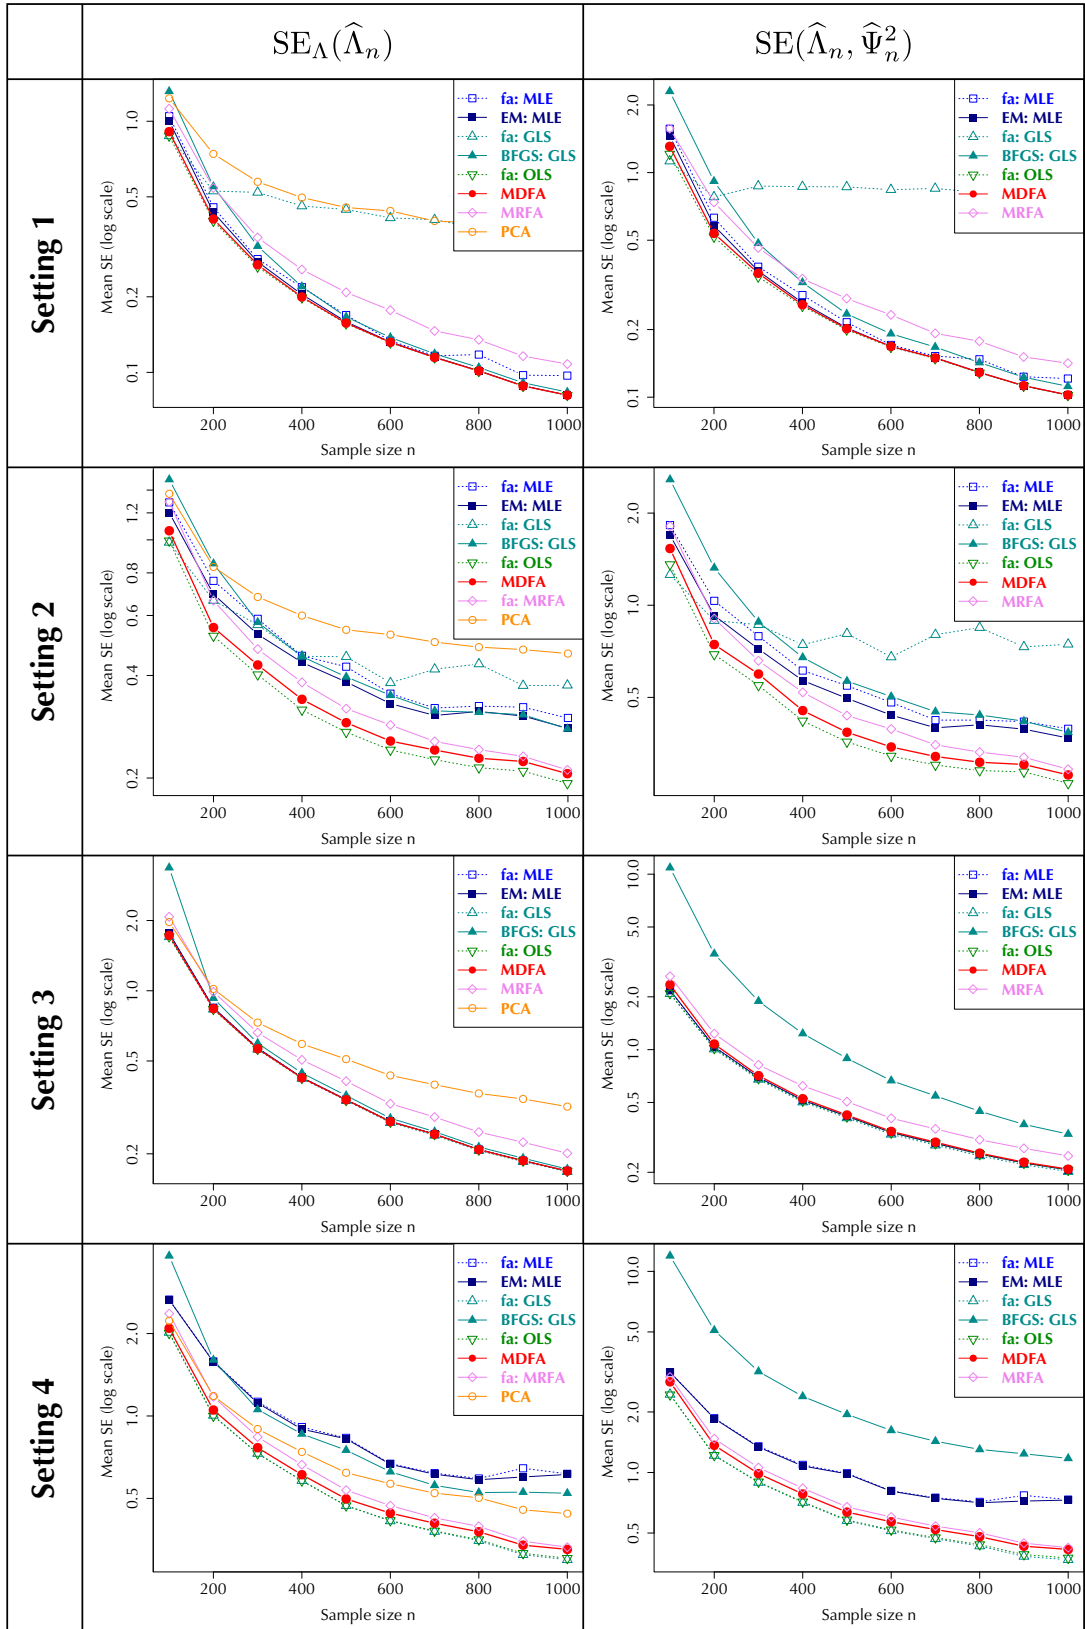 SE_Λ(Λ̂_n)
SE(Λ̂_n, Ψ̂²_n)
Setting 1
Mean SE (log scale)
1.0
0.5
0.2
0.1
200 400 600 800 1000
Sample size n
fa: MLE
EM: MLE
fa: GLS
BFGS: GLS
fa: OLS
MDFA
MRFA
PCA
Mean SE (log scale)
2.0
1.0
0.5
0.2
0.1
200 400 600 800 1000
Sample size n
fa: MLE
EM: MLE
fa: GLS
BFGS: GLS
fa: OLS
MDFA
MRFA
Setting 2
Mean SE (log scale)
1.2
0.8
0.6
0.4
0.2
200 400 600 800 1000
Sample size n
fa: MLE
EM: MLE
fa: GLS
BFGS: GLS
fa: OLS
MDFA
fa: MRFA
PCA
Mean SE (log scale)
2.0
1.0
0.5
200 400 600 800 1000
Sample size n
fa: MLE
EM: MLE
fa: GLS
BFGS: GLS
fa: OLS
MDFA
MRFA
Setting 3
Mean SE (log scale)
2.0
1.0
0.5
0.2
200 400 600 800 1000
Sample size n
fa: MLE
EM: MLE
fa: GLS
BFGS: GLS
fa: OLS
MDFA
MRFA
PCA
Mean SE (log scale)
10.0
5.0
2.0
1.0
0.5
0.2
200 400 600 800 1000
Sample size n
fa: MLE
EM: MLE
fa: GLS
BFGS: GLS
fa: OLS
MDFA
MRFA
Setting 4
Mean SE (log scale)
2.0
1.0
0.5
200 400 600 800 1000
Sample size n
fa: MLE
EM: MLE
fa: GLS
BFGS: GLS
fa: OLS
MDFA
fa: MRFA
PCA
Mean SE (log scale)
10.0
5.0
2.0
1.0
0.5
200 400 600 800 1000
Sample size n
fa: MLE
EM: MLE
fa: GLS
BFGS: GLS
fa: OLS
MDFA
MRFA